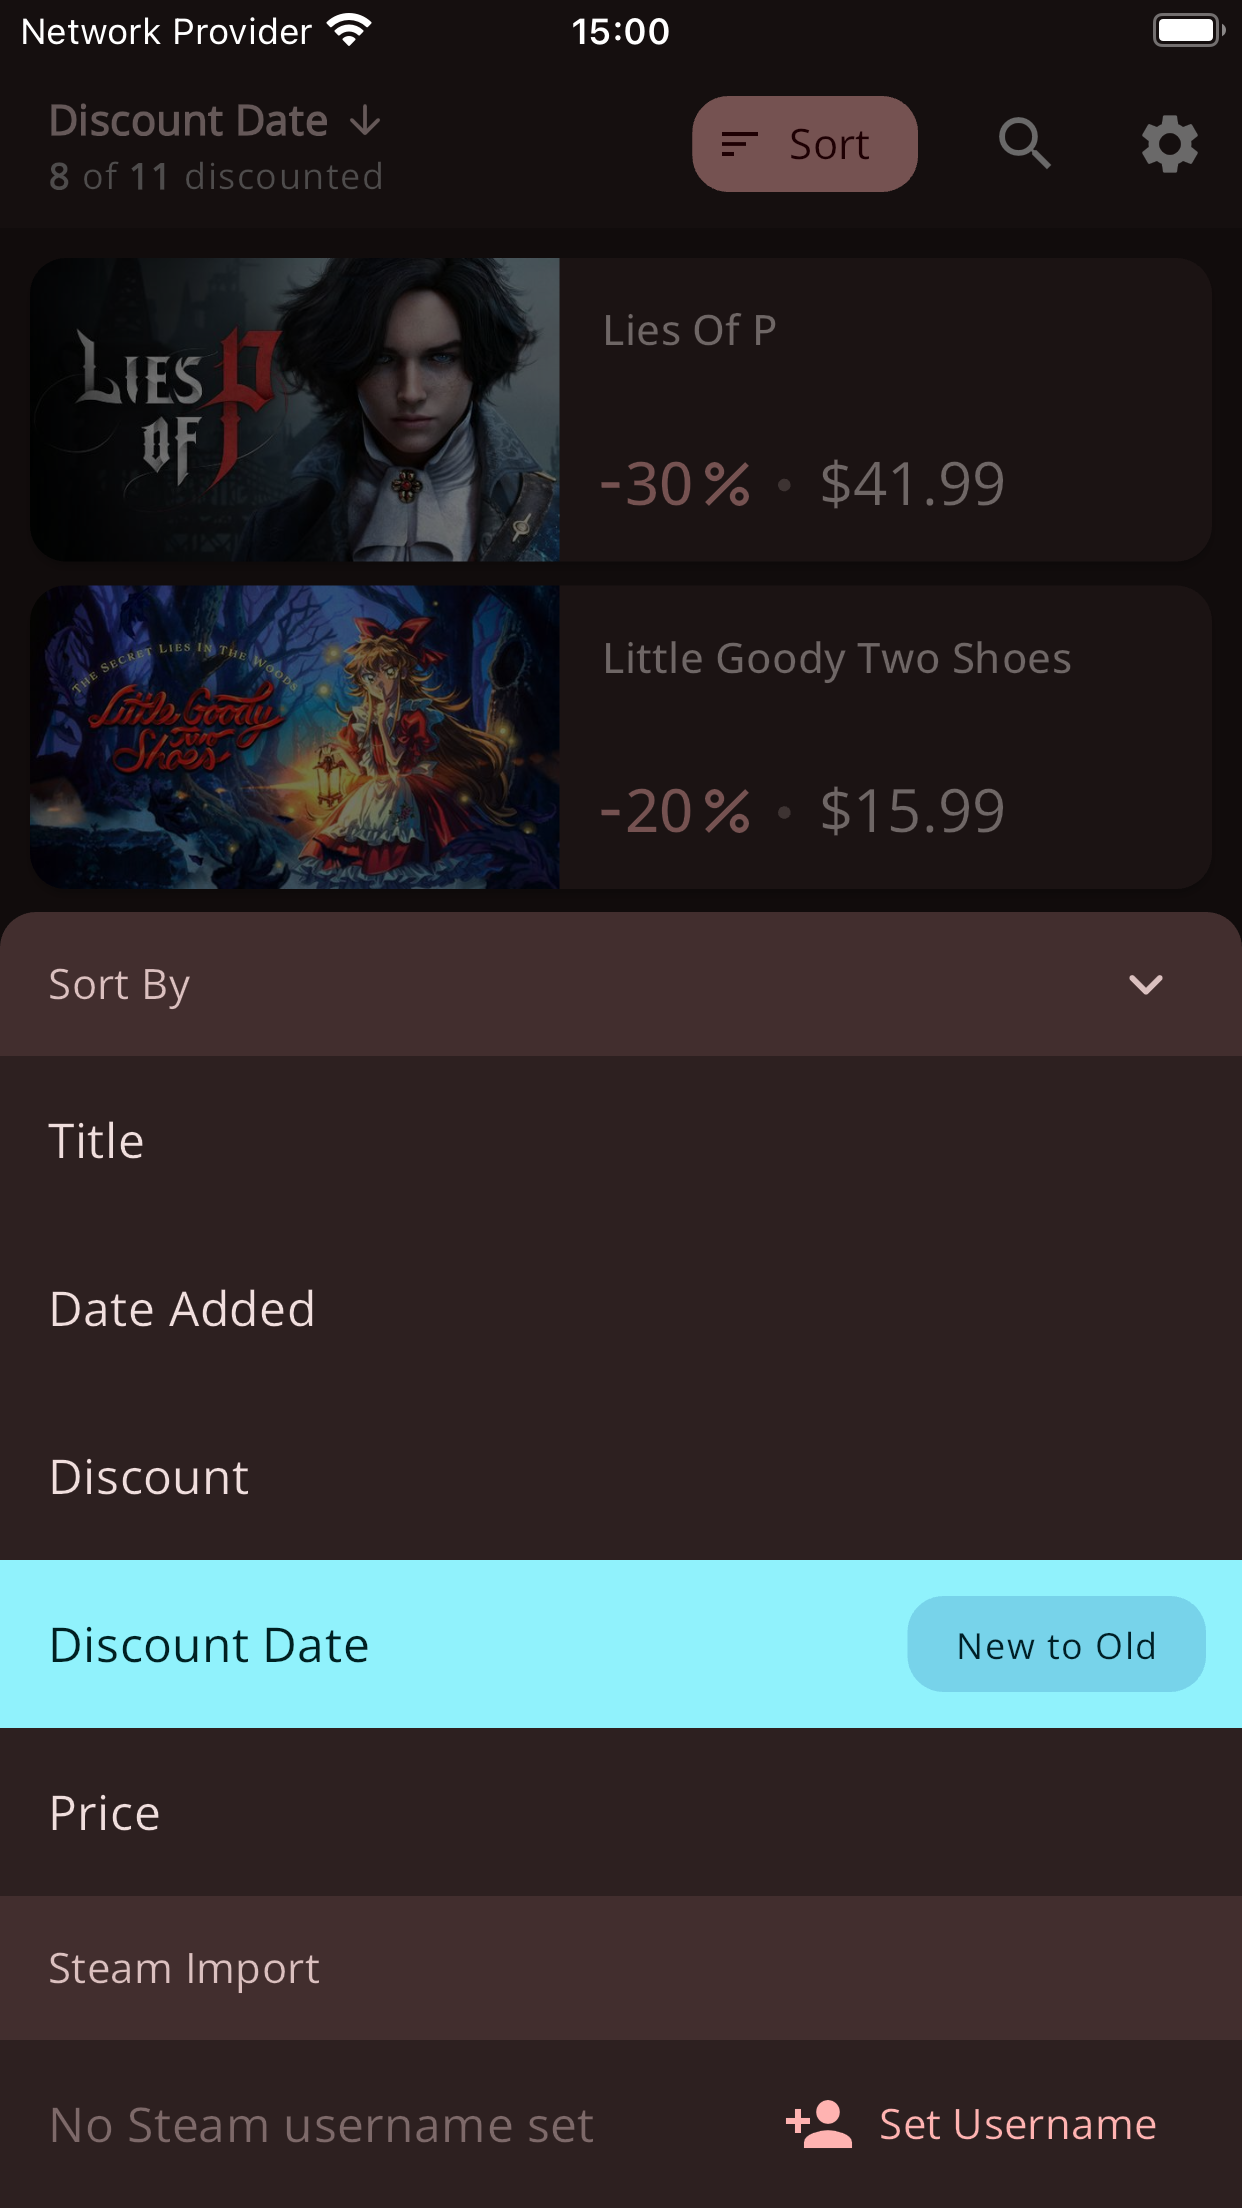 Network Provider
15:00
Discount Date
8 of 11 discounted
Sort
LIES
OF P
Lies Of P
-30% • $41.99
THE SECRET LIES IN THE WOODS
Little Goody
Two
Shoes
Little Goody Two Shoes
-20% • $15.99
Sort By
Title
Date Added
Discount
Discount Date
New to Old
Price
Steam Import
No Steam username set
Set Username